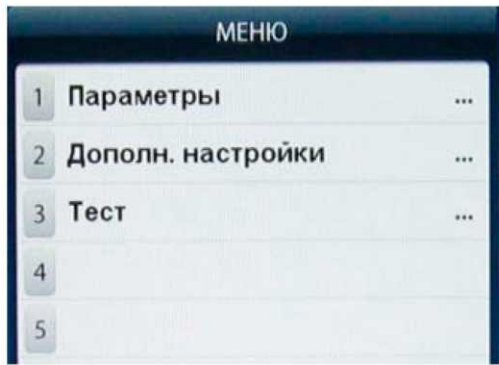 МЕНЮ
1 Параметры ...
2 Дополн. настройки ...
3 Тест ...
4
5